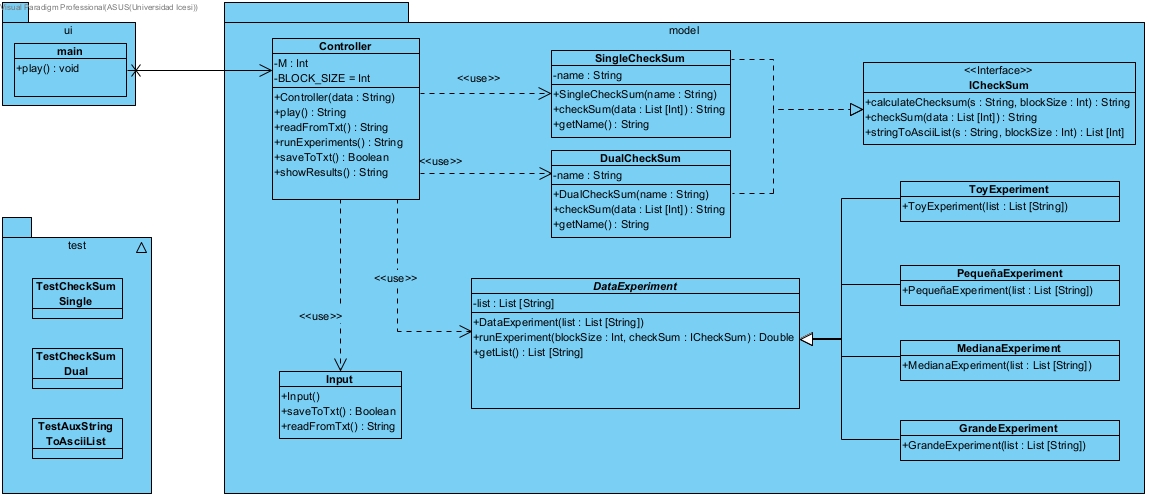 Visual Paradigm Professional(ASUS(Universidad Icesi))
ui
main
+play() : void
model
Controller
-M : Int
-BLOCK_SIZE = Int
+Controller(data : String)
+play() : String
+readFromTxt() : String
+runExperiments() : String
+saveToTxt() : Boolean
+showResults() : String
<<use>>
<<use>>
SingleCheckSum
-name : String
+SingleCheckSum(name : String)
+checkSum(data : List [Int]) : String
+getName() : String
DualCheckSum
-name : String
+DualCheckSum(name : String)
+checkSum(data : List [Int]) : String
+getName() : String
<<Interface>>
ICheckSum
+calculateChecksum(s : String, blockSize : Int) : String
+checkSum(data : List [Int]) : String
+stringToAsciiList(s : String, blockSize : Int) : List [Int]
ToyExperiment
+ToyExperiment(list : List [String])
PequeñaExperiment
+PequeñaExperiment(list : List [String])
MedianaExperiment
+MedianaExperiment(list : List [String])
GrandeExperiment
+GrandeExperiment(list : List [String])
<<use>>
<<use>>
DataExperiment
-list : List [String]
+DataExperiment(list : List [String])
+runExperiment(blockSize : Int, checkSum : ICheckSum) : Double
+getList() : List [String]
Input
+Input()
+saveToTxt() : Boolean
+readFromTxt() : String
test
TestCheckSum
Single
TestCheckSum
Dual
TestAuxString
ToAsciiList